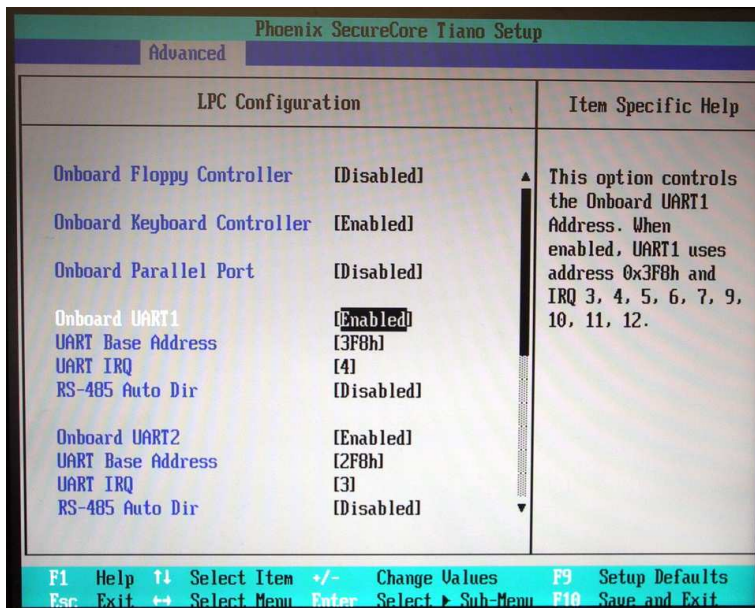 Phoenix SecureCore Tiano Setup
Advanced
LPC Configuration
Item Specific Help
Onboard Floppy Controller [Disabled]
Onboard Keyboard Controller [Enabled]
Onboard Parallel Port [Disabled]
Onboard UART1 [Enabled]
UART Base Address [3F8h]
UART IRQ [4]
RS-485 Auto Dir [Disabled]
Onboard UART2 [Enabled]
UART Base Address [2F8h]
UART IRQ [3]
RS-485 Auto Dir [Disabled]
This option controls
the Onboard UART1
Address. When
enabled, UART1 uses
address 0x3F8h and
IRQ 3, 4, 5, 6, 7, 9,
10, 11, 12.
F1 Help ↑↓ Select Item +/- Change Values F9 Setup Defaults
Esc Exit ↔ Select Menu Enter Select ▶ Sub-Menu F10 Save and Exit